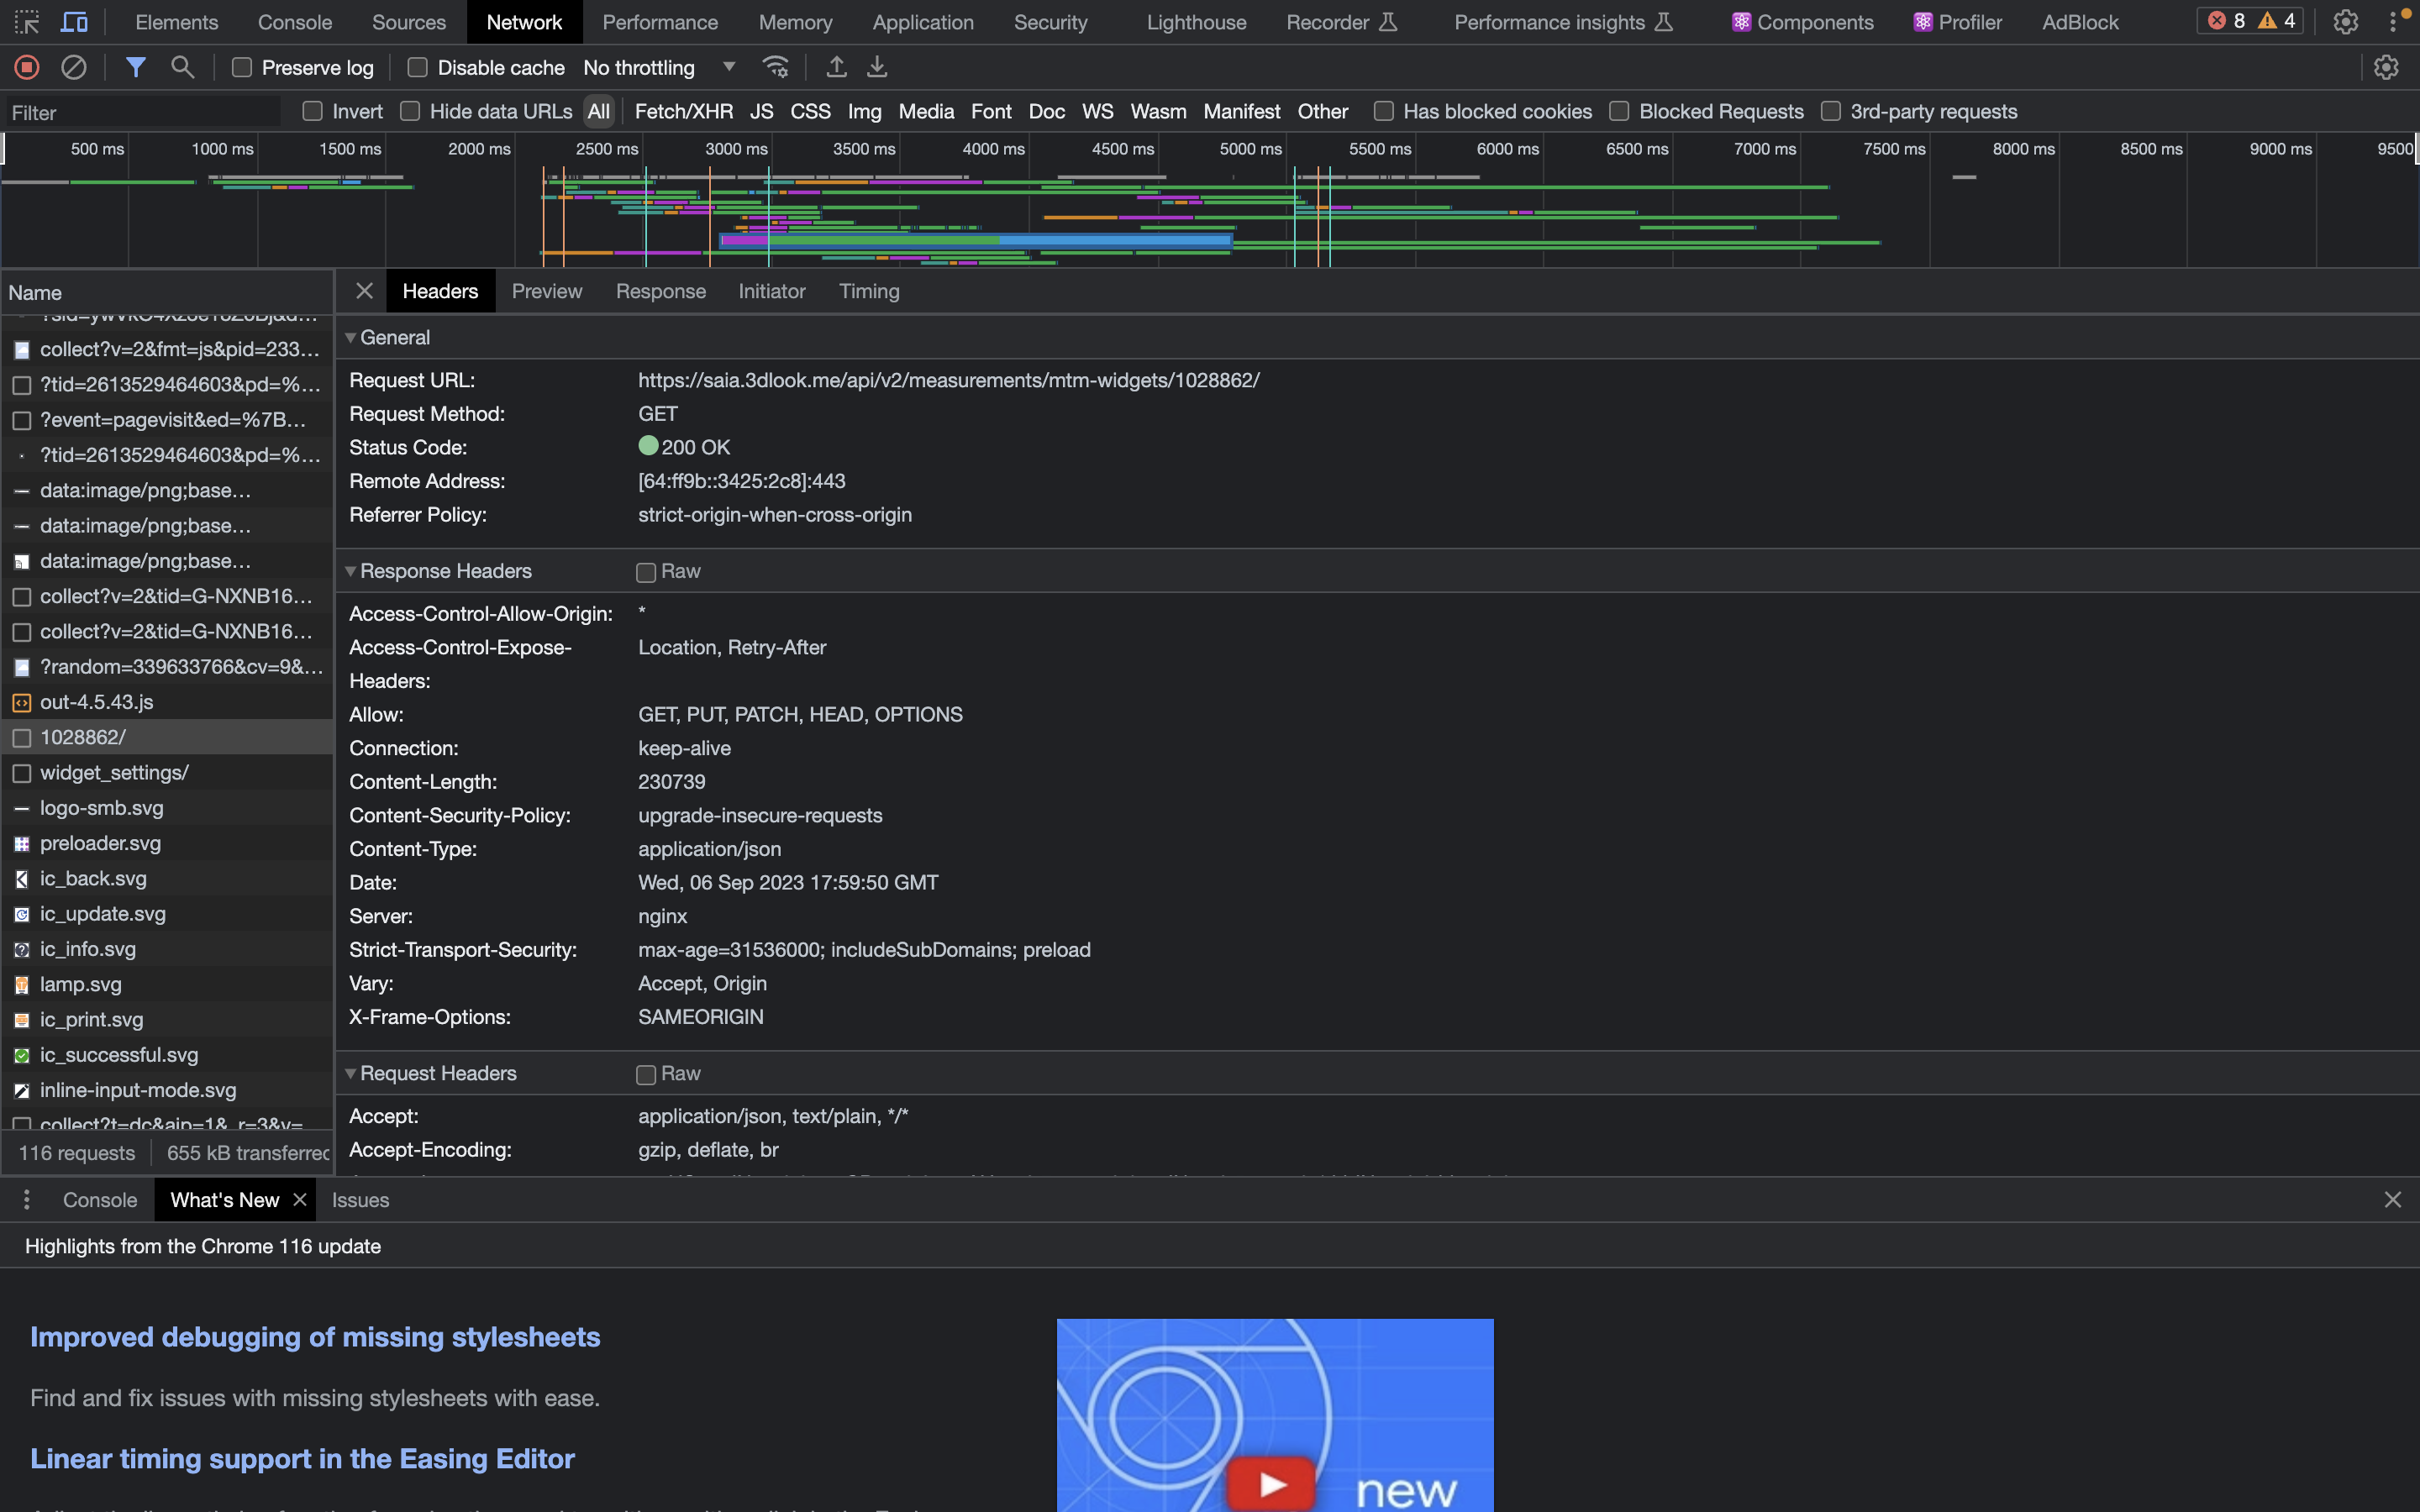 Elements Console Sources Network Performance Memory Application Security Lighthouse Recorder Performance insights Components Profiler AdBlock 8 4
Preserve log Disable cache No throttling
Filter Invert Hide data URLs All Fetch/XHR JS CSS Img Media Font Doc WS Wasm Manifest Other Has blocked cookies Blocked Requests 3rd-party requests
500 ms 1000 ms 1500 ms 2000 ms 2500 ms 3000 ms 3500 ms 4000 ms 4500 ms 5000 ms 5500 ms 6000 ms 6500 ms 7000 ms 7500 ms 8000 ms 8500 ms 9000 ms 9500
Name
collect?v=2&fmt=js&pid=233...
?tid=2613529464603&pd=%...
?event=pagevisit&ed=%7B...
?tid=2613529464603&pd=%...
data:image/png;base...
data:image/png;base...
data:image/png;base...
collect?v=2&tid=G-NXNB16...
collect?v=2&tid=G-NXNB16...
?random=339633766&cv=9&...
out-4.5.43.js
1028862/
widget_settings/
logo-smb.svg
preloader.svg
ic_back.svg
ic_update.svg
ic_info.svg
lamp.svg
ic_print.svg
ic_successful.svg
inline-input-mode.svg
collect?t=dc&aip=1&_r=3&v=
116 requests 655 kB transferred
Headers Preview Response Initiator Timing
General
Request URL: https://saia.3dlook.me/api/v2/measurements/mtm-widgets/1028862/
Request Method: GET
Status Code: 200 OK
Remote Address: [64:ff9b::3425:2c8]:443
Referrer Policy: strict-origin-when-cross-origin
Response Headers Raw
Access-Control-Allow-Origin: *
Access-Control-Expose- Location, Retry-After
Headers:
Allow: GET, PUT, PATCH, HEAD, OPTIONS
Connection: keep-alive
Content-Length: 230739
Content-Security-Policy: upgrade-insecure-requests
Content-Type: application/json
Date: Wed, 06 Sep 2023 17:59:50 GMT
Server: nginx
Strict-Transport-Security: max-age=31536000; includeSubDomains; preload
Vary: Accept, Origin
X-Frame-Options: SAMEORIGIN
Request Headers Raw
Accept: application/json, text/plain, */*
Accept-Encoding: gzip, deflate, br
Console What's New Issues
Highlights from the Chrome 116 update
Improved debugging of missing stylesheets
Find and fix issues with missing stylesheets with ease.
Linear timing support in the Easing Editor
new